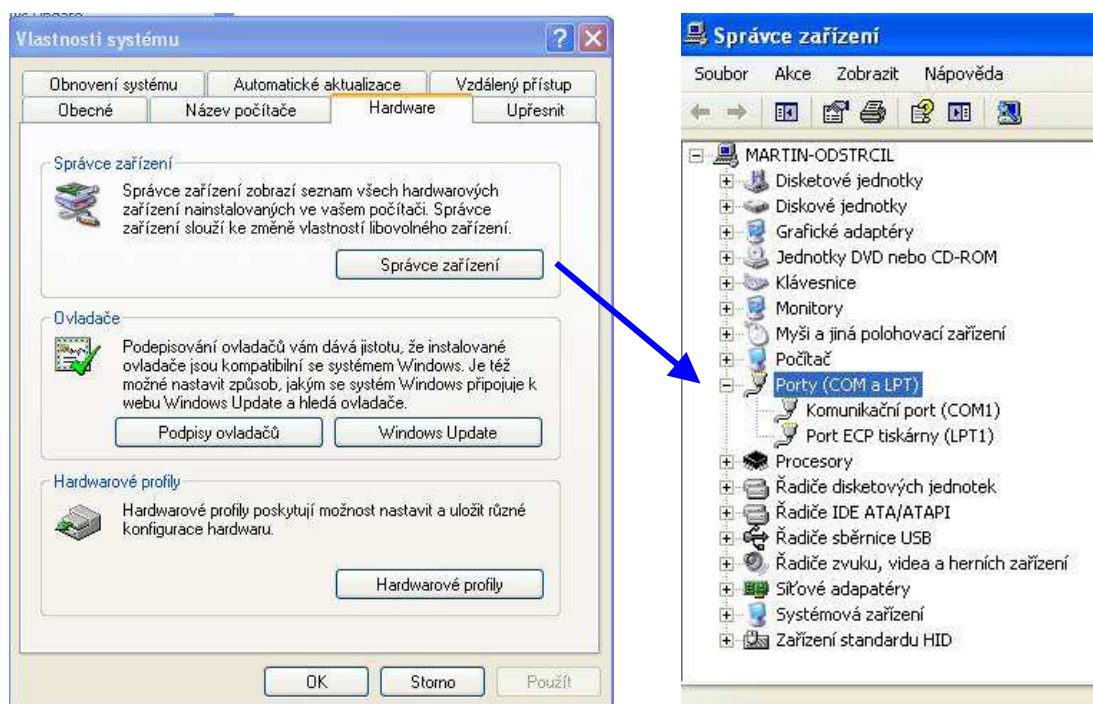 Vlastnosti systému
Obnovení systému
Automatické aktualizace
Vzdálený přístup
Obecné
Název počítače
Hardware
Upřesnit
Správce zařízení
Správce zařízení zobrazí seznam všech hardwarových
zařízení nainstalovaných ve vašem počítači. Správce
zařízení slouží ke změně vlastností libovolného zařízení.
Správce zařízení
Ovladače
Podepisování ovladačů vám dává jistotu, že instalované
ovladače jsou kompatibilní se systémem Windows. Je též
možné nastavit způsob, jakým se systém Windows připojuje k
webu Windows Update a hledá ovladače.
Podpisy ovladačů
Windows Update
Hardwarové profily
Hardwarové profily poskytují možnost nastavit a uložit různé
konfigurace hardwaru.
Hardwarové profily
OK
Storno
Použít
Správce zařízení
Soubor Akce Zobrazit Nápověda
MARTIN-ODSTRCIL
Disketové jednotky
Diskové jednotky
Grafické adaptéry
Jednotky DVD nebo CD-ROM
Klávesnice
Monitory
Myši a jiná polohovací zařízení
Počítač
Porty (COM a LPT)
Komunikační port (COM1)
Port ECP tiskárny (LPT1)
Procesory
Řadiče disketových jednotek
Řadiče IDE ATA/ATAPI
Řadiče sběrnice USB
Řadiče zvuku, videa a herních zařízení
Síťové adapatéry
Systémová zařízení
Zařízení standardu HID